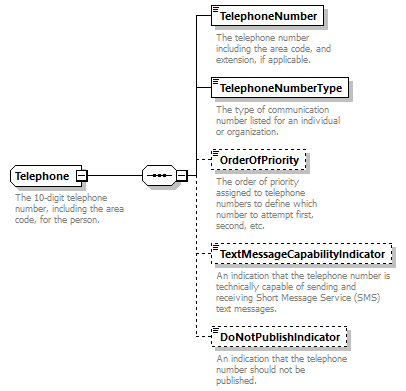 TelephoneNumber
The telephone number
including the area code, and
extension, if applicable.
TelephoneNumberType
The type of communication
number listed for an individual
or organization.
Telephone
The 10-digit telephone
number, including the area
code, for the person.
OrderOfPriority
The order of priority
assigned to telephone
numbers to define which
number to attempt first,
second, etc.
TextMessageCapabilityIndicator
An indication that the telephone number is
technically capable of sending and
receiving Short Message Service (SMS)
text messages.
DoNotPublishIndicator
An indication that the telephone
number should not be
published.